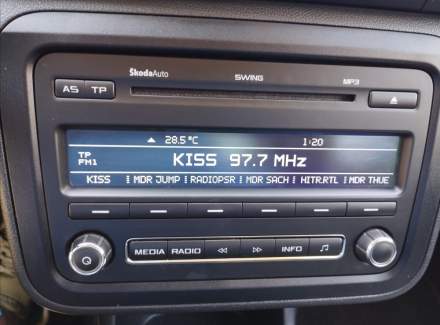 ŠkodaAuto SWING MP3
AS TP
28.5 °C 1:20
TP
FM1
KISS 97.7 MHz
KISS MDR JUMP RADIOPSR MDR SACH HITR.RTL MDR THUE
MEDIA RADIO INFO